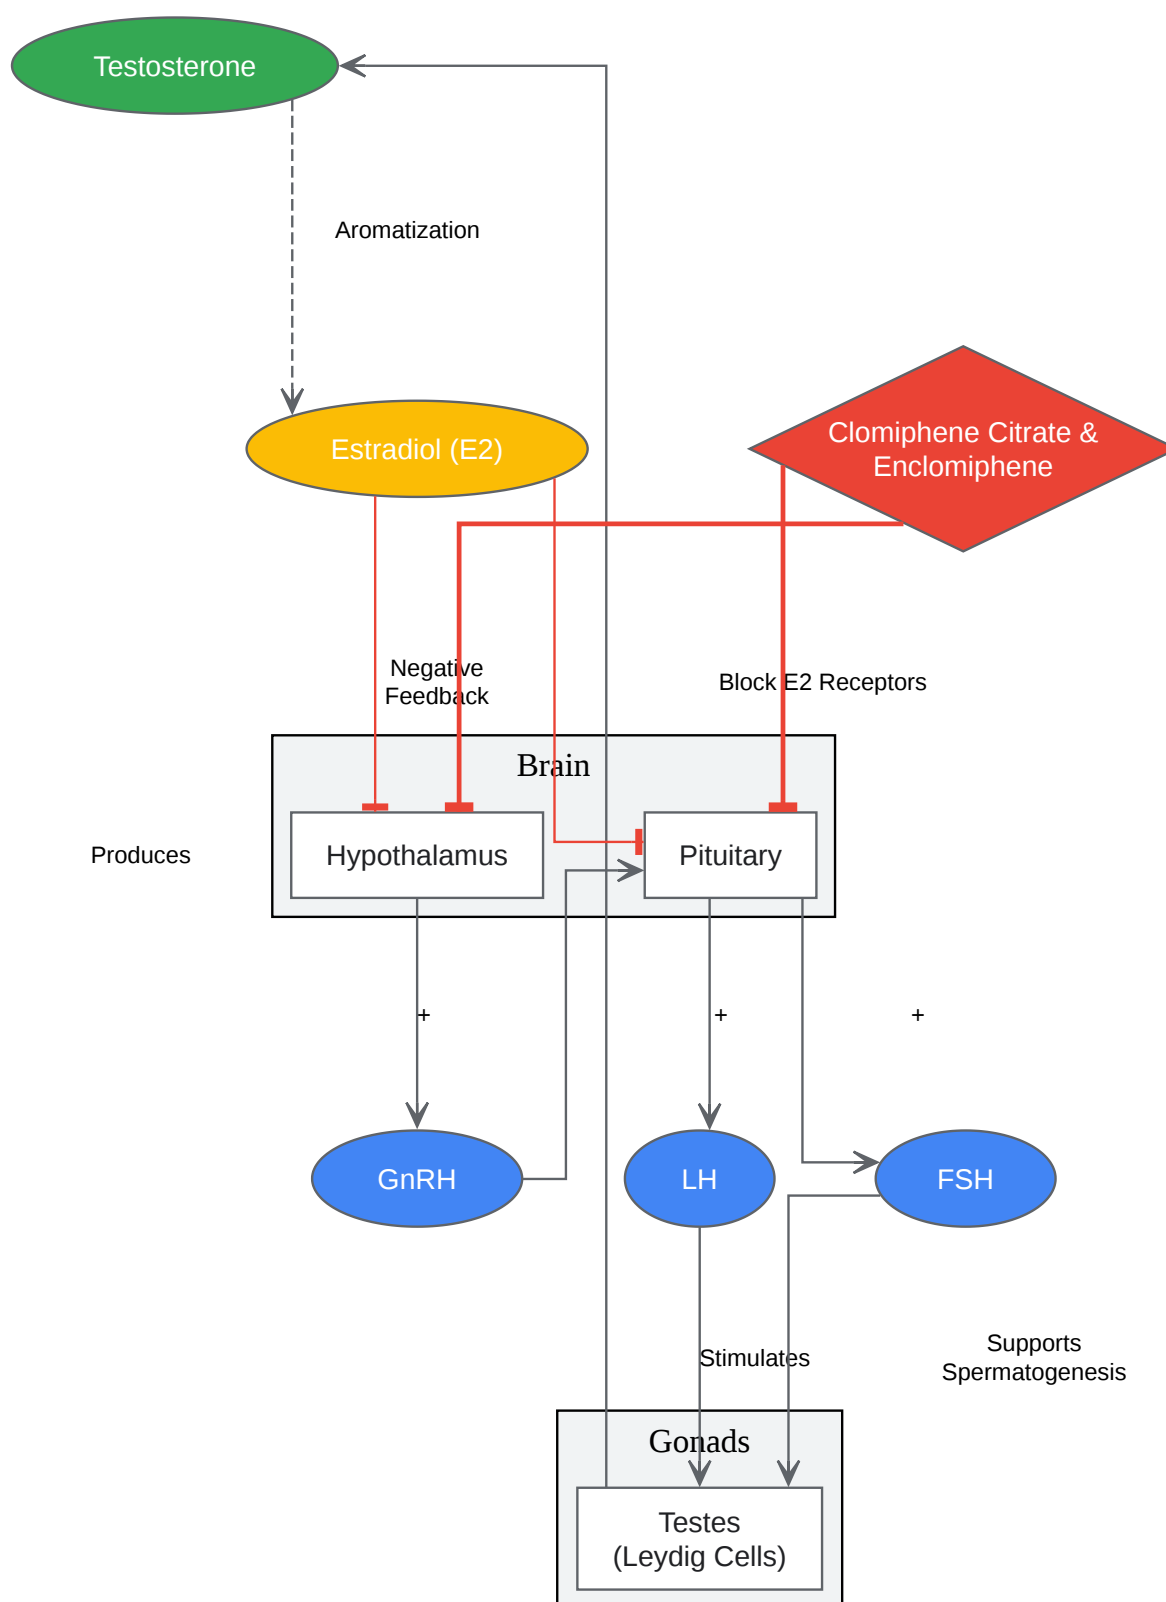 Testosterone
Aromatization
Estradiol (E2)
Clomiphene Citrate &
Enclomiphene
Negative
Feedback
Block E2 Receptors
Brain
Produces
Hypothalamus
Pituitary
+
+
+
GnRH
LH
FSH
Stimulates
Supports
Spermatogenesis
Gonads
Testes
(Leydig Cells)